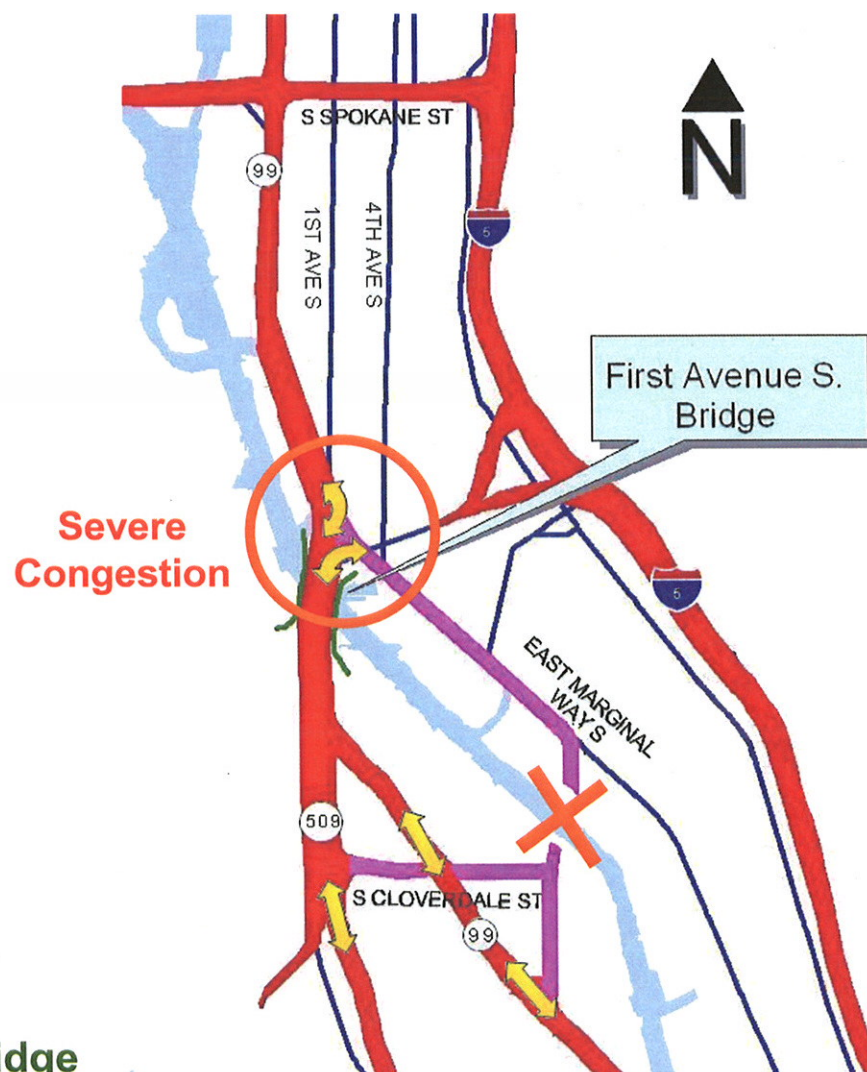 S SPOKANE ST
N
99
1ST AVE S
4TH AVE S
5
First Avenue S.
Bridge
Severe
Congestion
5
EAST MARGINAL
WAY S
509
S CLOVERDALE ST
99
idge